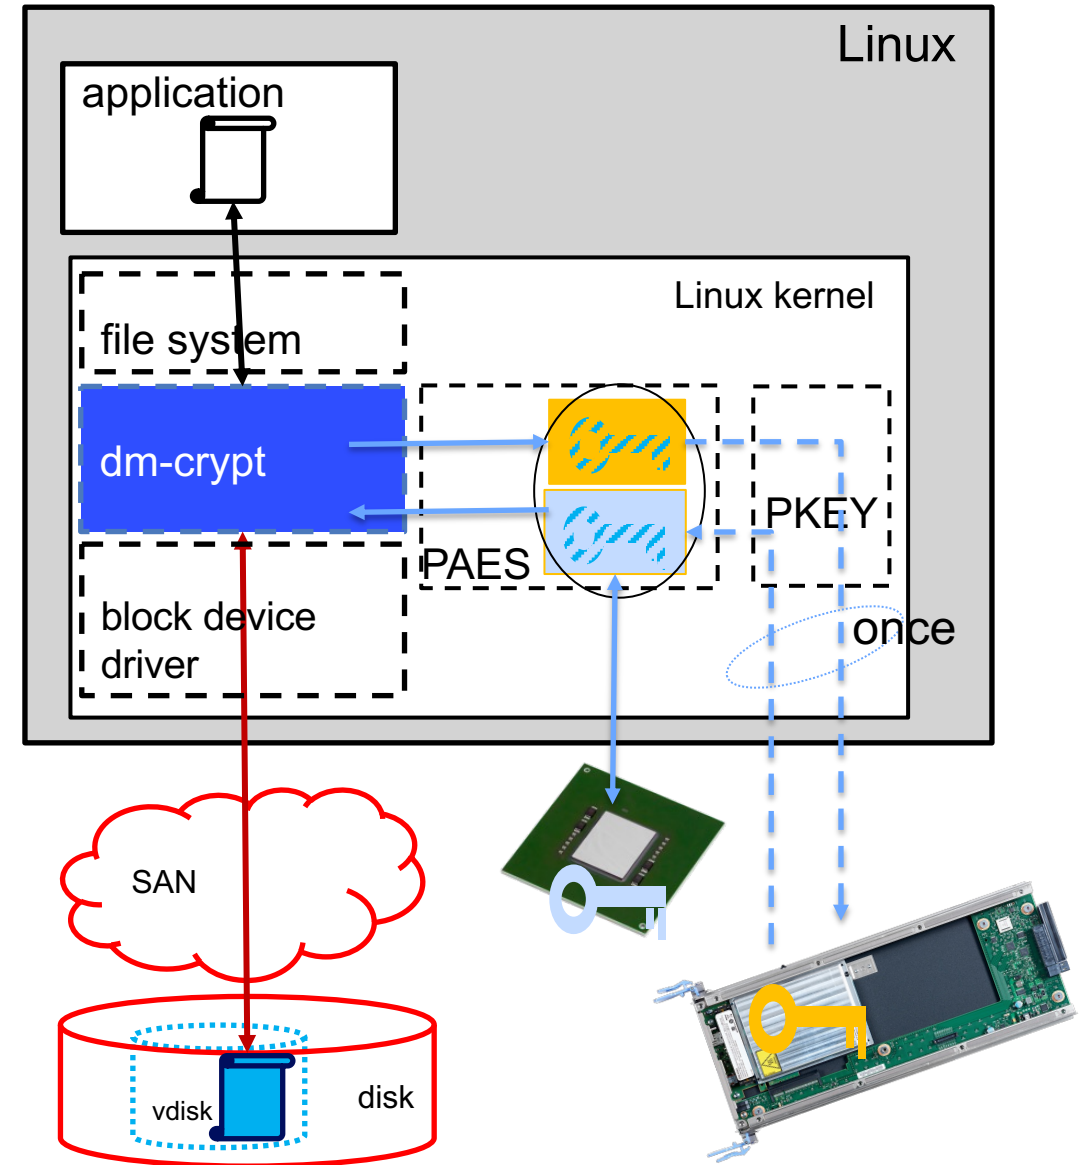 Linux
application
Linux kernel
file system
dm-crypt
PKEY
PAES
block device
driver
once
SAN
vdisk
disk